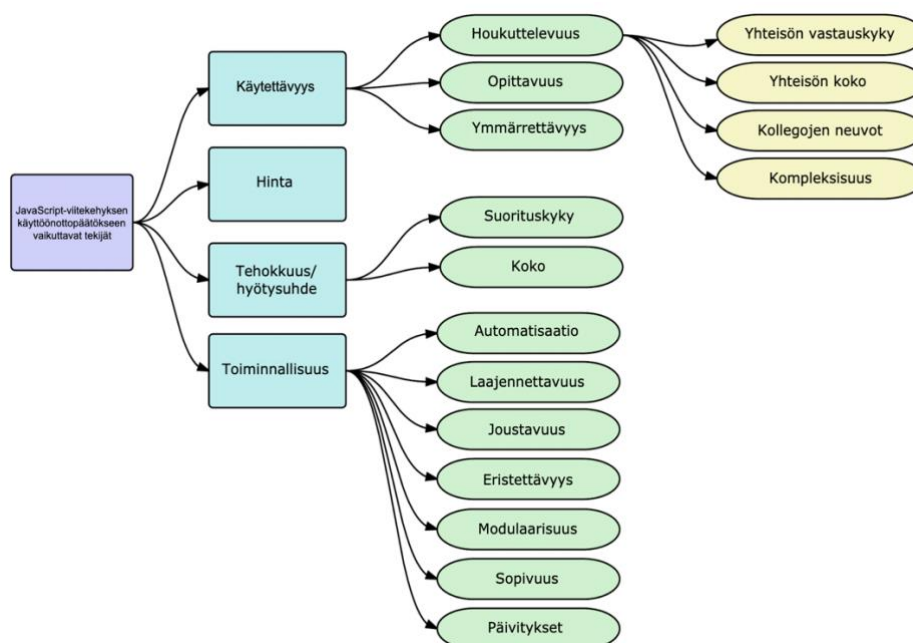 JavaScript-viitekehyksen
käyttöönottopäätökseen
vaikuttavat tekijät
Käytettävyys
Hinta
Tehokkuus/
hyötysuhde
Toiminnallisuus
Houkuttelevuus
Opittavuus
Ymmärrettävyys
Suorituskyky
Koko
Automatisaatio
Laajennettavuus
Joustavuus
Eristettävyys
Modulaarisuus
Sopivuus
Päivitykset
Yhteisön vastauskyky
Yhteisön koko
Kollegojen neuvot
Kompleksisuus